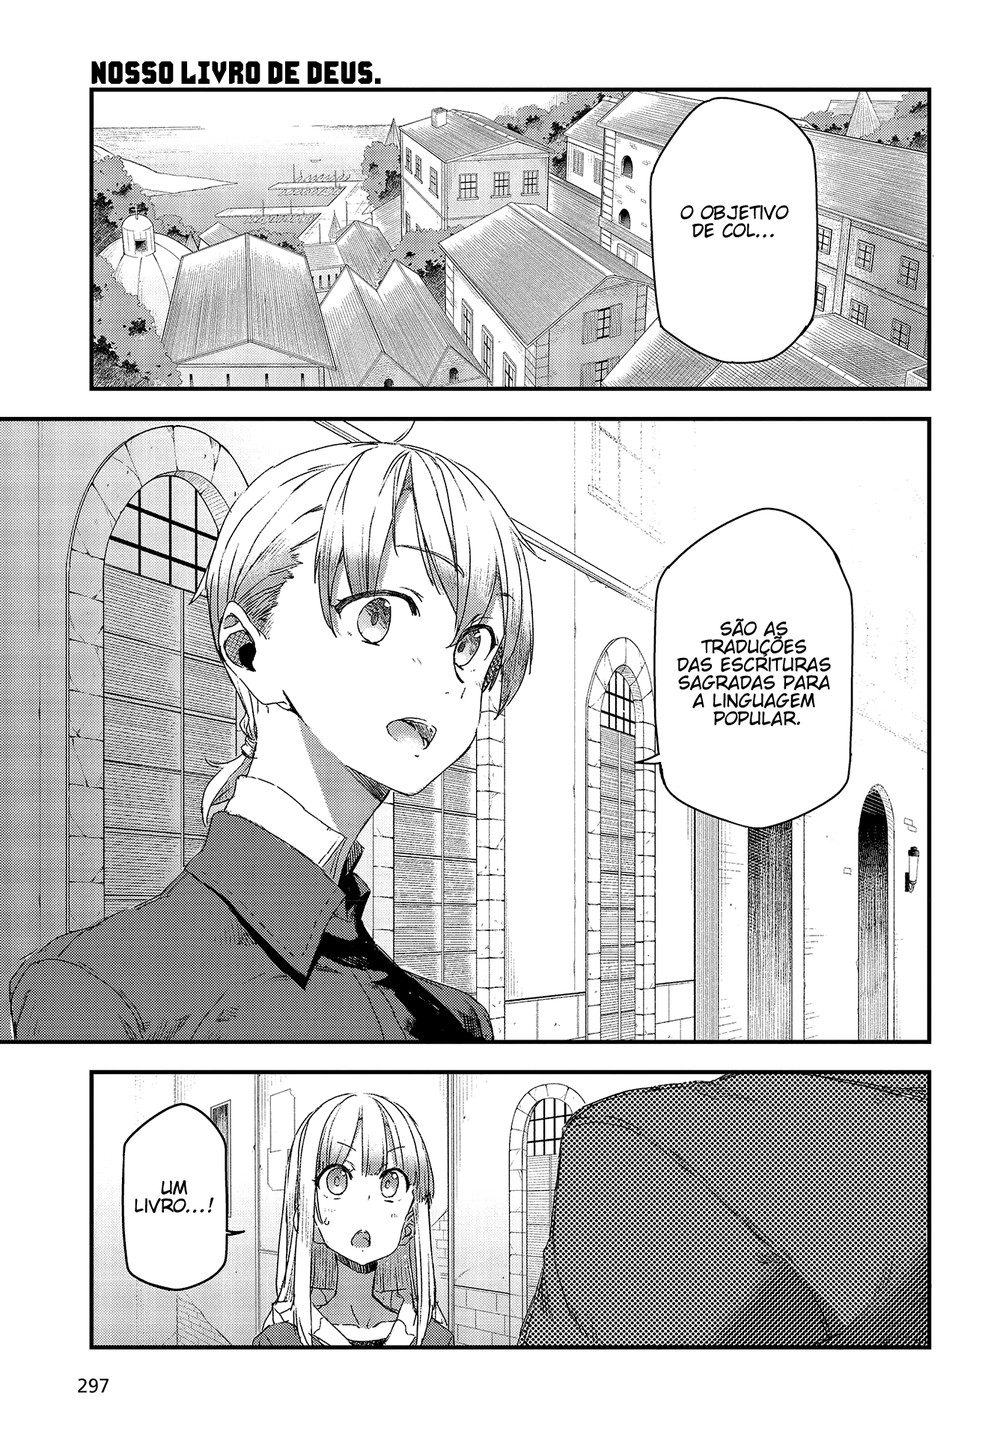 NOSSO LIVRO DE DEUS.
O OBJETIVO
DE COL...
SÃO AS
TRADUÇÕES
DAS ESCRITURAS
SAGRADAS PARA
A LINGUAGEM
POPULAR.
UM
LIVRO...!
297